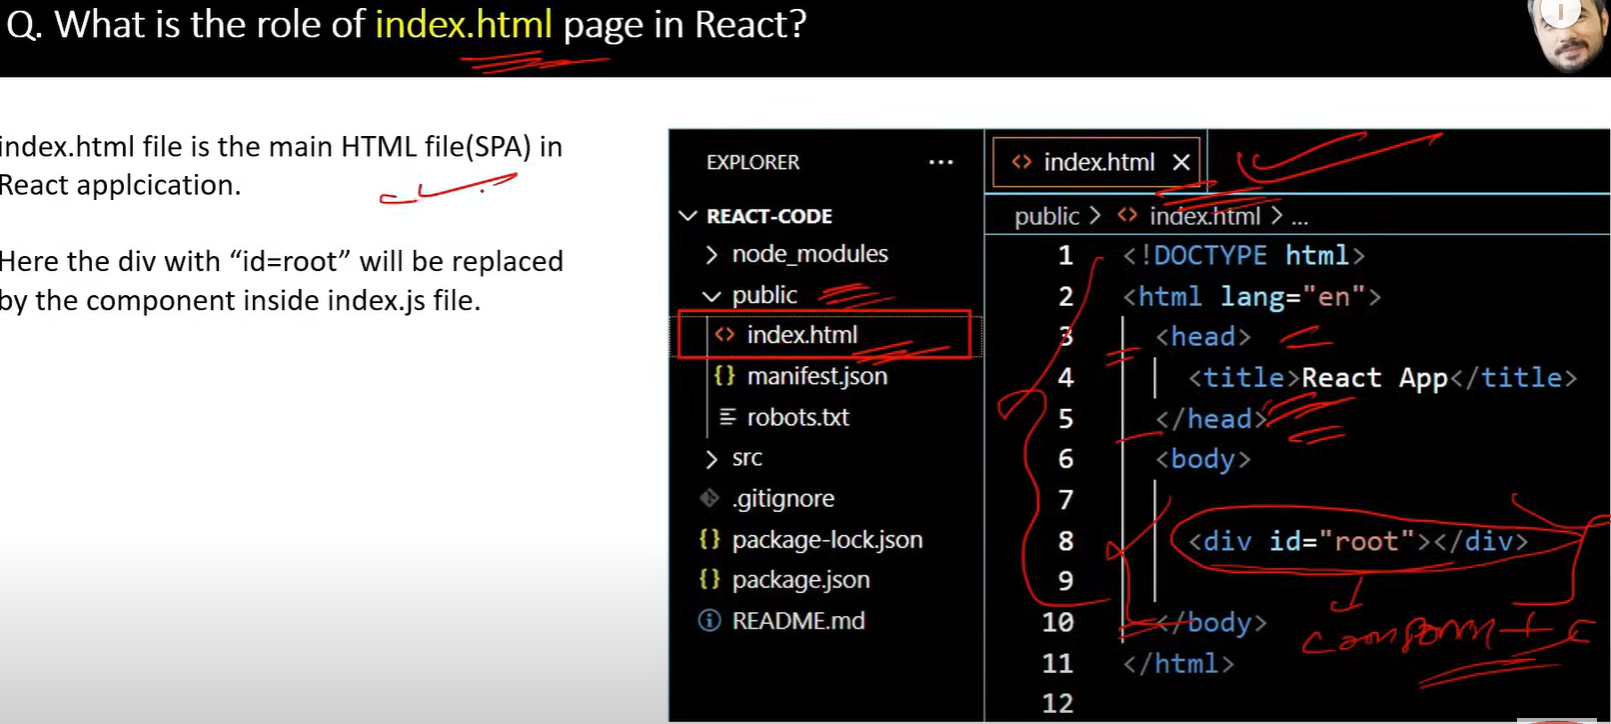 Q. What is the role of index.html page in React?
index.html file is the main HTML file(SPA) in
React applcication.
Here the div with “id=root” will be replaced
by the component inside index.js file.
EXPLORER ...
REACT-CODE
node_modules
public
index.html
manifest.json
robots.txt
src
.gitignore
package-lock.json
package.json
README.md
index.html
public > index.html > ...
1 <!DOCTYPE html>
2 <html lang="en">
3 <head>
4 <title>React App</title>
5 </head>
6 <body>
7
8 <div id="root"></div>
9
10 </body>
11 </html>
12